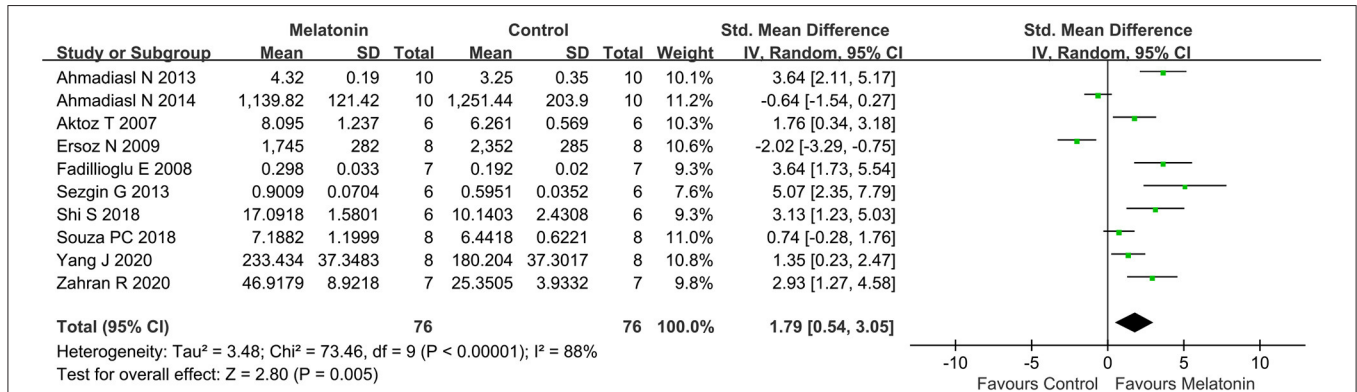 Melatonin Control Std. Mean Difference Std. Mean Difference
Study or Subgroup Mean SD Total Mean SD Total Weight IV, Random, 95% CI IV, Random, 95% CI
Ahmadiasl N 2013 4.32 0.19 10 3.25 0.35 10 10.1% 3.64 [2.11, 5.17]
Ahmadiasl N 2014 1,139.82 121.42 10 1,251.44 203.9 10 11.2% -0.64 [-1.54, 0.27]
Aktoz T 2007 8.095 1.237 6 6.261 0.569 6 10.3% 1.76 [0.34, 3.18]
Ersoz N 2009 1,745 282 8 2,352 285 8 10.6% -2.02 [-3.29, -0.75]
Fadillioglu E 2008 0.298 0.033 7 0.192 0.02 7 9.3% 3.64 [1.73, 5.54]
Sezgin G 2013 0.9009 0.0704 6 0.5951 0.0352 6 7.6% 5.07 [2.35, 7.79]
Shi S 2018 17.0918 1.5801 6 10.1403 2.4308 6 9.3% 3.13 [1.23, 5.03]
Souza PC 2018 7.1882 1.1999 8 6.4418 0.6221 8 11.0% 0.74 [-0.28, 1.76]
Yang J 2020 233.434 37.3483 8 180.204 37.3017 8 10.8% 1.35 [0.23, 2.47]
Zahran R 2020 46.9179 8.9218 7 25.3505 3.9332 7 9.8% 2.93 [1.27, 4.58]
Total (95% CI) 76 76 100.0% 1.79 [0.54, 3.05]
Heterogeneity: Tau² = 3.48; Chi² = 73.46, df = 9 (P < 0.00001); I² = 88%
Test for overall effect: Z = 2.80 (P = 0.005)
-10 -5 0 5 10
Favours Control Favours Melatonin